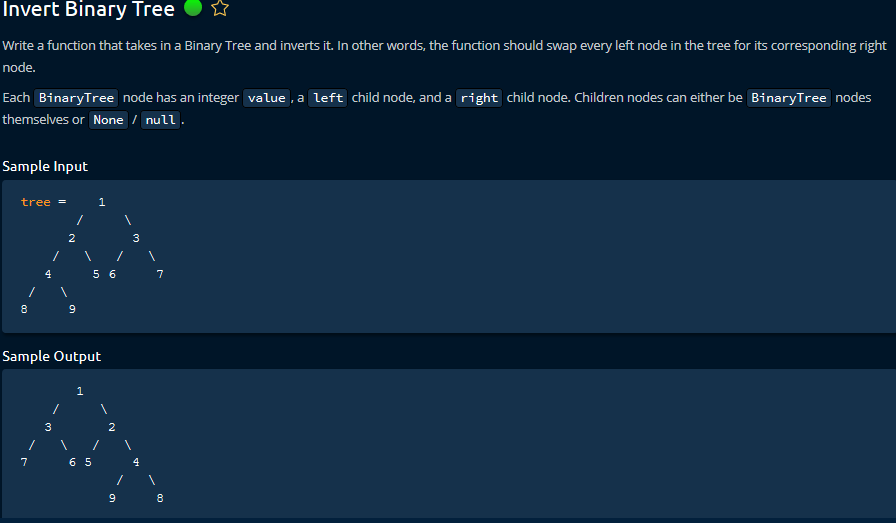 Invert Binary Tree
Write a function that takes in a Binary Tree and inverts it. In other words, the function should swap every left node in the tree for its corresponding right
node.
Each BinaryTree node has an integer value, a left child node, and a right child node. Children nodes can either be BinaryTree nodes
themselves or None / null.
Sample Input
tree =    1
       /     \
      2       3
    /   \   /   \
   4     5 6     7
 /   \
8     9
Sample Output
       1
    /     \
   3       2
 /   \   /   \
7     6 5     4
            /   \
           9     8